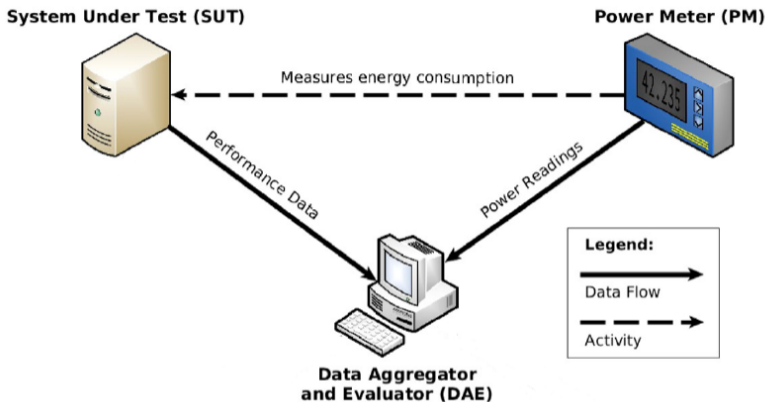 System Under Test (SUT)
Power Meter (PM)
Measures energy consumption
42.235
Performance Data
Power Readings
Legend:
Data Flow
Activity
Data Aggregator
and Evaluator (DAE)